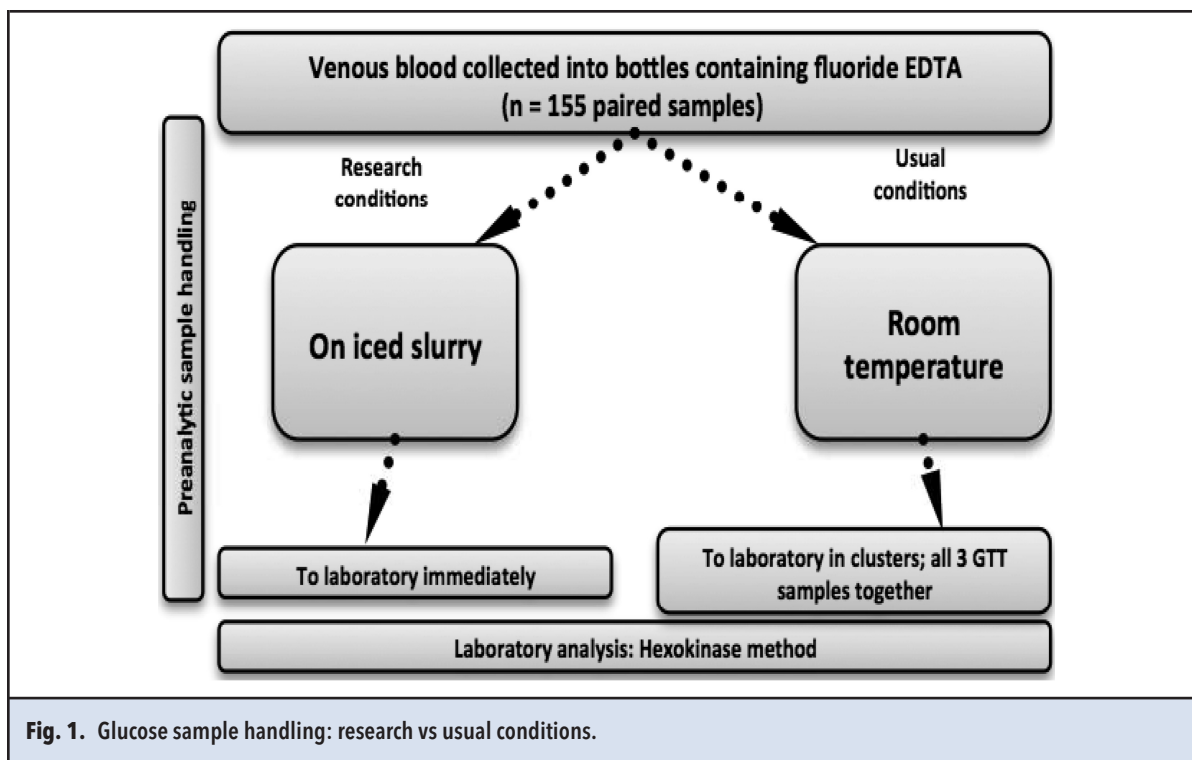 Venous blood collected into bottles containing fluoride EDTA
(n = 155 paired samples)
Preanalytic sample handling
Research
conditions
Usual
conditions
On iced slurry
Room
temperature
To laboratory immediately
To laboratory in clusters; all 3 GTT
samples together
Laboratory analysis: Hexokinase method
Fig. 1. Glucose sample handling: research vs usual conditions.